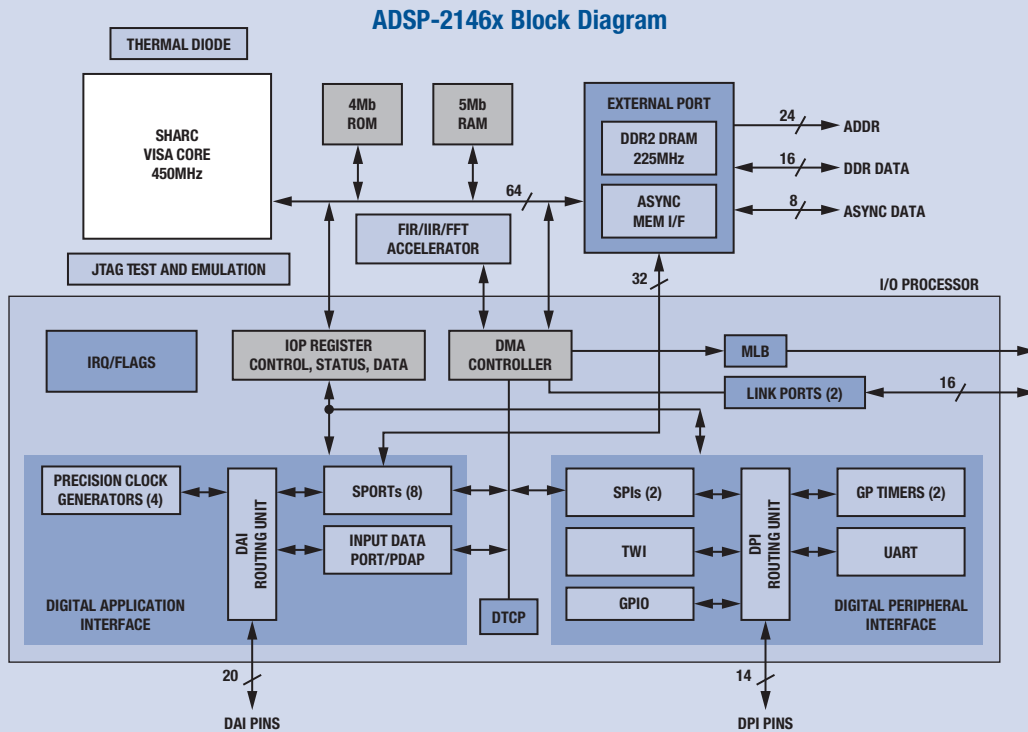 ADSP-2146x Block Diagram
THERMAL DIODE
SHARC
VISA CORE
450MHz
JTAG TEST AND EMULATION
4Mb
ROM
5Mb
RAM
64
FIR/IIR/FFT
ACCELERATOR
EXTERNAL PORT
DDR2 DRAM
225MHz
ASYNC
MEM I/F
24
ADDR
16
DDR DATA
8
ASYNC DATA
32
I/O PROCESSOR
IRQ/FLAGS
IOP REGISTER
CONTROL, STATUS, DATA
DMA
CONTROLLER
MLB
LINK PORTS (2)
16
PRECISION CLOCK
GENERATORS (4)
DAI
ROUTING UNIT
SPORTs (8)
INPUT DATA
PORT/PDAP
DIGITAL APPLICATION
INTERFACE
DTCP
SPIs (2)
TWI
GPIO
DPI
ROUTING UNIT
GP TIMERS (2)
UART
DIGITAL PERIPHERAL
INTERFACE
20
DAI PINS
14
DPI PINS